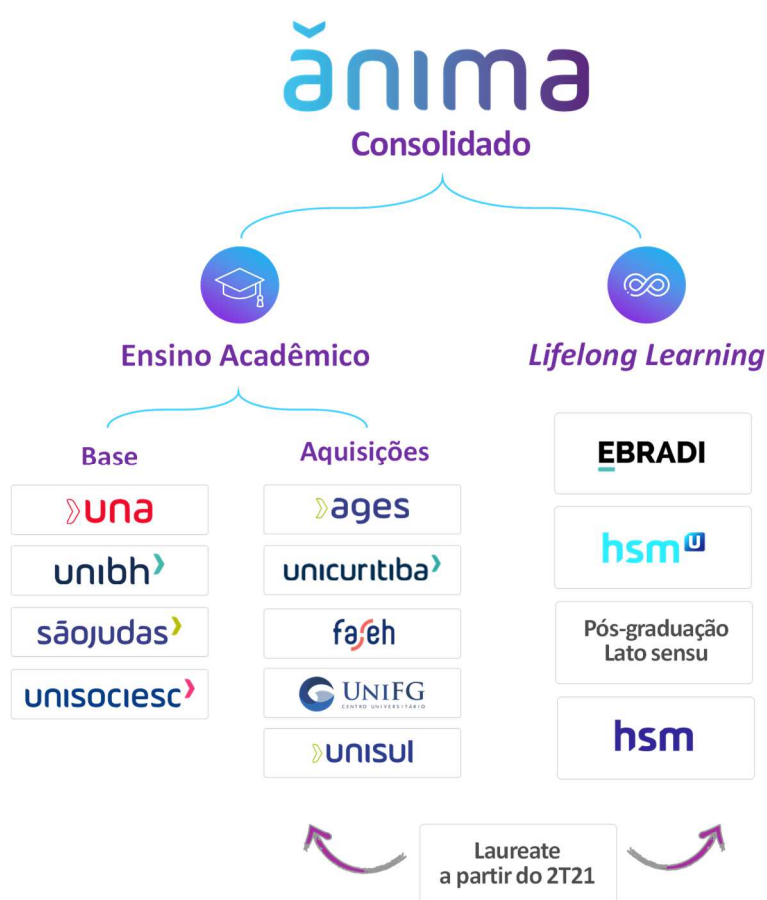 ănıma
Consolidado
Ensino Acadêmico
Lifelong Learning
Base
Aquisições
una
unibh
sãojudas
unisociesc
ages
unicuritiba
faseh
UNIFG
CENTRO UNIVERSITÁRIO
unisul
EBRADI
hsm U
Pós-graduação
Lato sensu
hsm
Laureate
a partir do 2T21